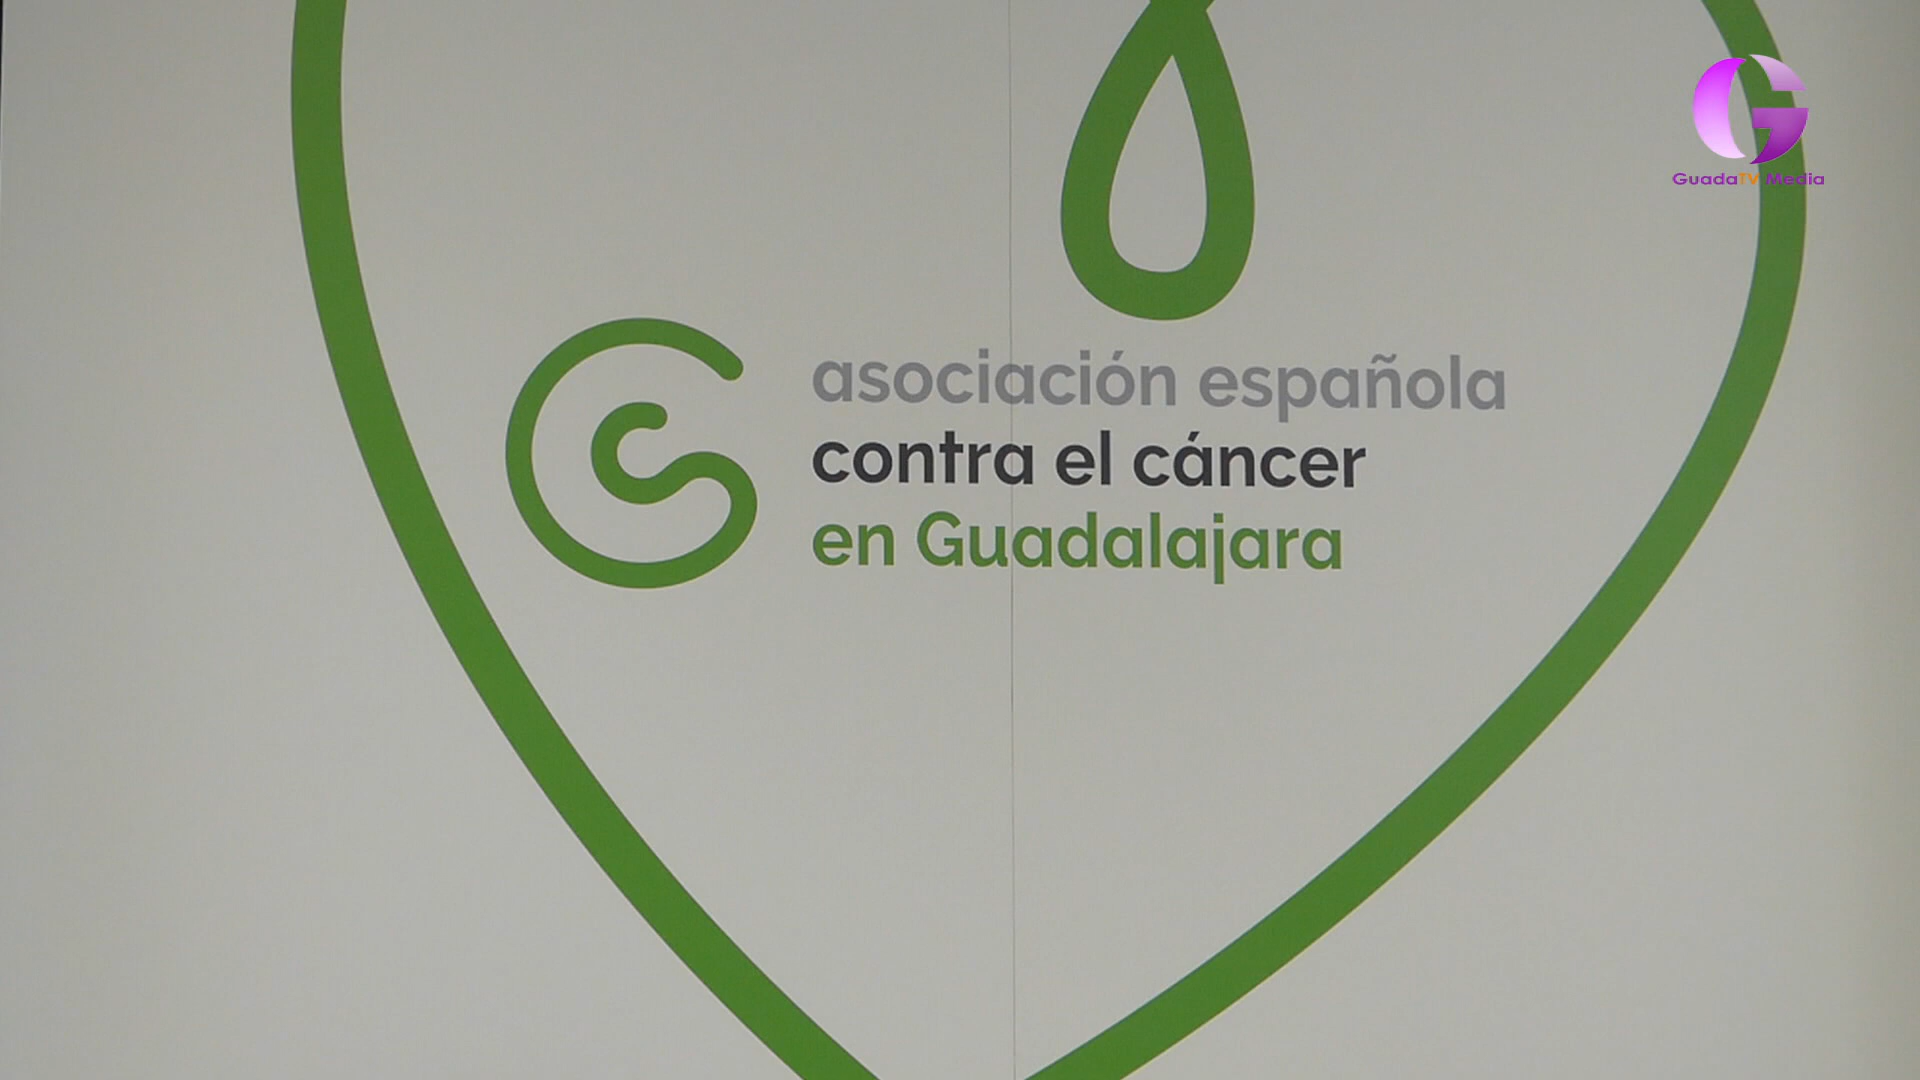 GuadaTV Media
asociación española
contra el cáncer
en Guadalajara